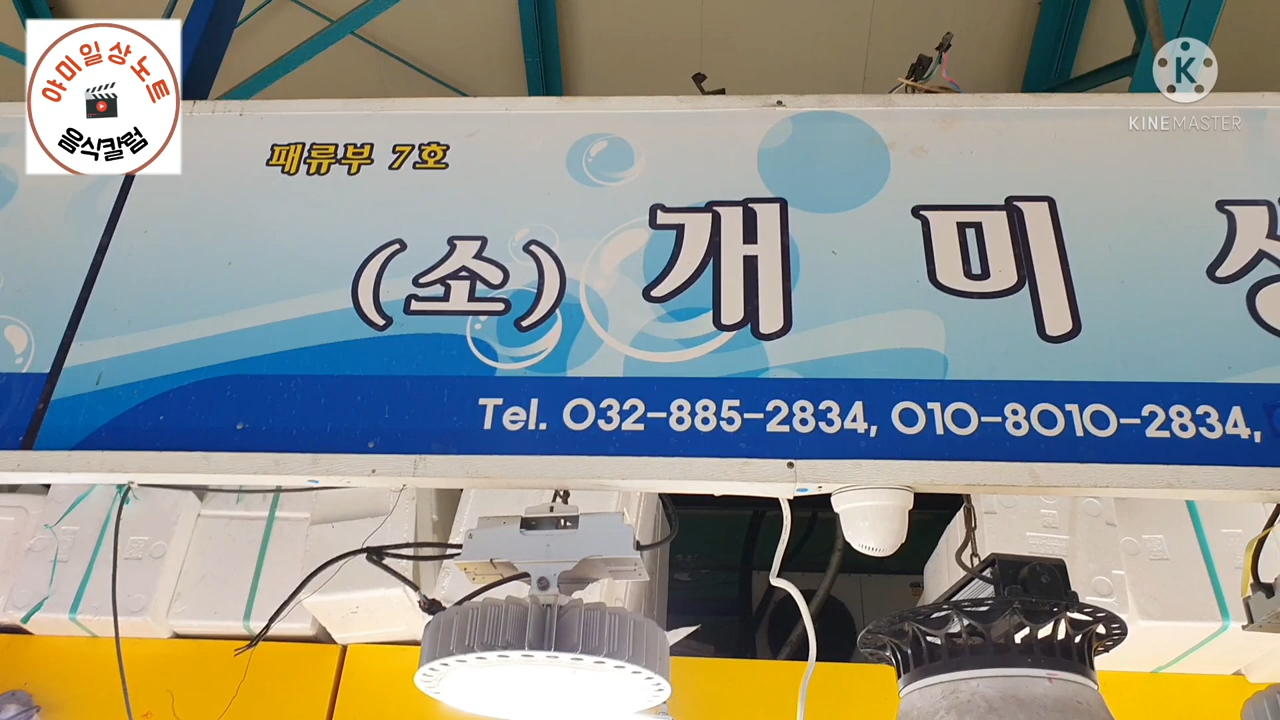 야미일상노트
음식칼럼
K
KINEMASTER
패류부 7호
(소) 개미
Tel. 032-885-2834, 010-8010-2834,